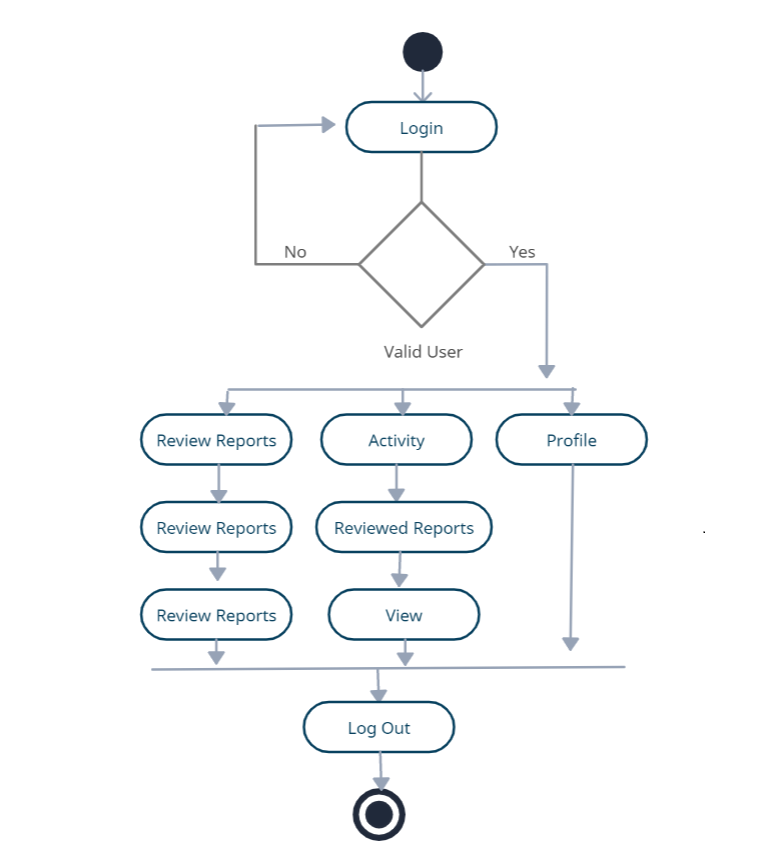 Login
No
Yes
Valid User
Review Reports
Activity
Profile
Review Reports
Reviewed Reports
Review Reports
View
Log Out